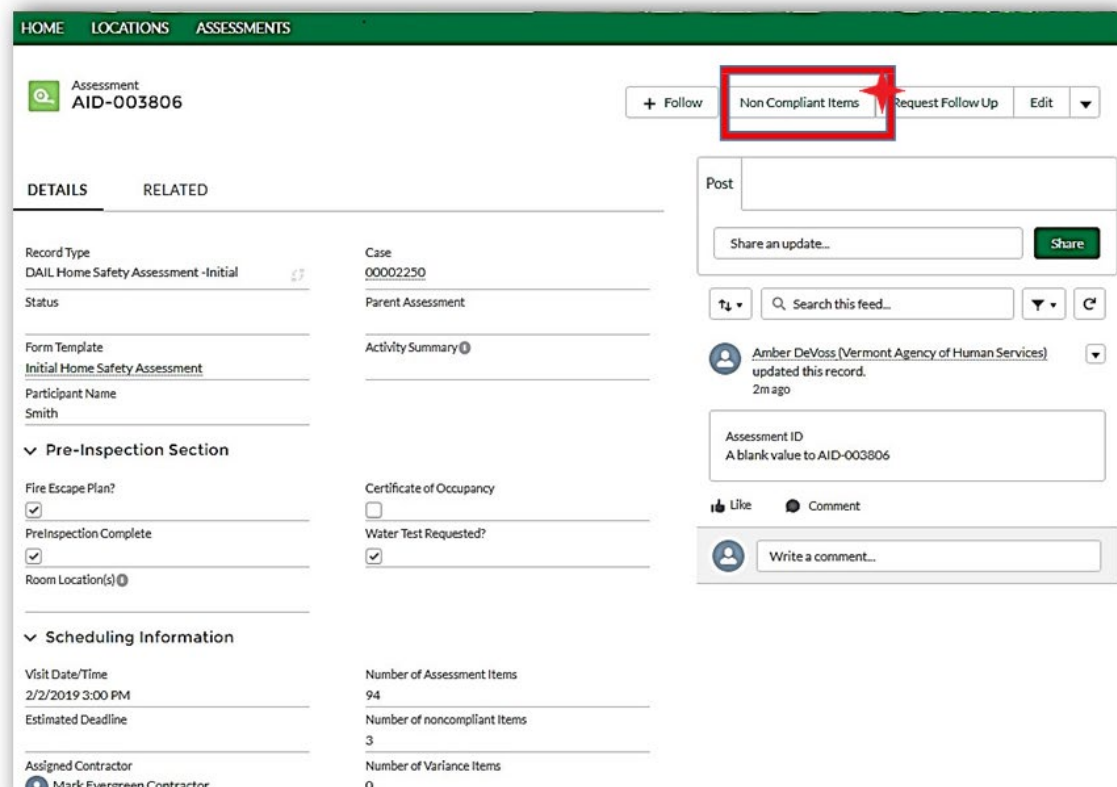 HOME LOCATIONS ASSESSMENTS
Assessment
AID-003806
+ Follow Non Compliant Items Request Follow Up Edit
DETAILS RELATED
Record Type
DAIL Home Safety Assessment -Initial
Case
00002250
Status
Parent Assessment
Form Template
Initial Home Safety Assessment
Activity Summary
Participant Name
Smith
Pre-Inspection Section
Fire Escape Plan?
Certificate of Occupancy
PreInspection Complete
Water Test Requested?
Room Location(s)
Scheduling Information
Visit Date/Time
2/2/2019 3:00 PM
Number of Assessment Items
94
Estimated Deadline
Number of noncompliant Items
3
Assigned Contractor
Mark Evergreen Contractor
Number of Variance Items
0
Post
Share an update...
Share
Search this feed...
Amber DeVoss (Vermont Agency of Human Services)
updated this record.
2m ago
Assessment ID
A blank value to AID-003806
Like Comment
Write a comment...